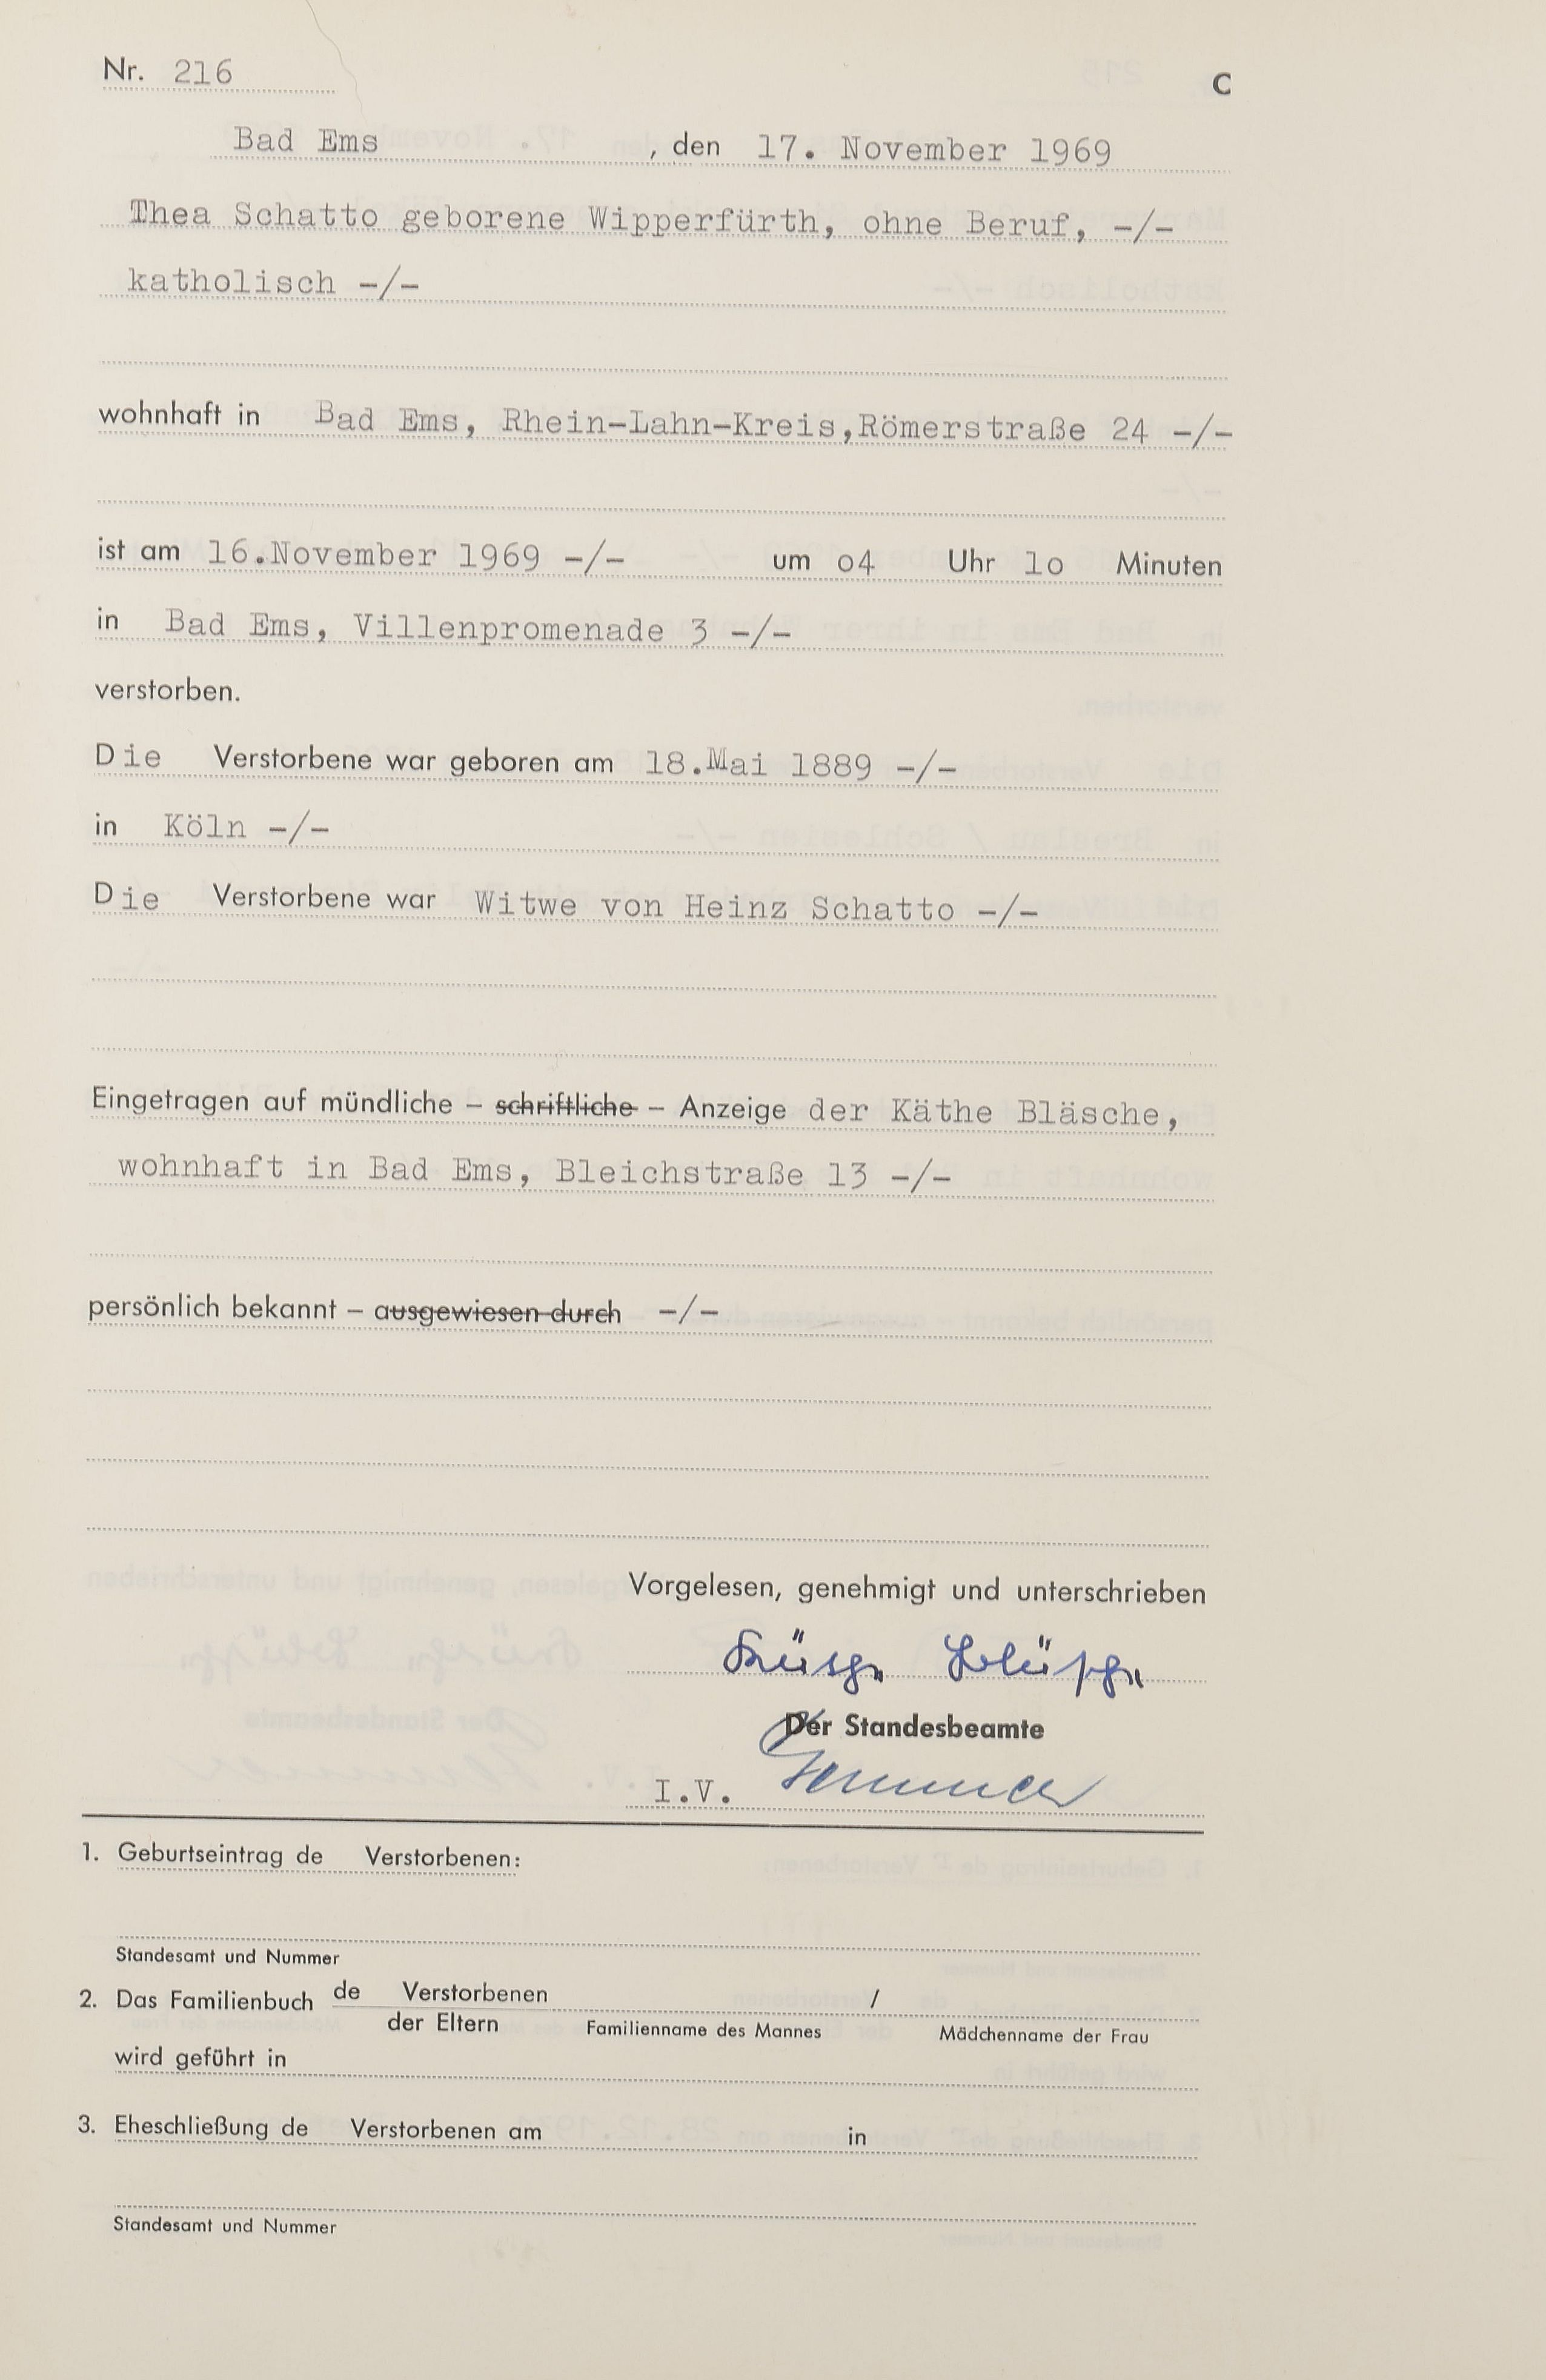 Nr. 216
C
Bad Ems , den 17. November 1969
Thea Schatto geborene Wipperfürth, ohne Beruf, -/-
katholisch -/-
wohnhaft in Bad Ems, Rhein-Lahn-Kreis,Römerstraße 24 -/-
ist am 16.November 1969 -/- um o4 Uhr lo Minuten
in Bad Ems, Villenpromenade 3 -/-
verstorben.
Die Verstorbene war geboren am 18.Mai 1889 -/-
in Köln -/-
Die Verstorbene war Witwe von Heinz Schatto -/-
Eingetragen auf mündliche – schriftliche – Anzeige der Käthe Bläsche,
wohnhaft in Bad Ems, Bleichstraße 13 -/-
persönlich bekannt – ausgewiesen durch -/-
Vorgelesen, genehmigt und unterschrieben
Der Standesbeamte
I.V.
1. Geburtseintrag de Verstorbenen:
Standesamt und Nummer
2. Das Familienbuch de Verstorbenen /
der Eltern Familienname des Mannes Mädchenname der Frau
wird geführt in
3. Eheschließung de Verstorbenen am in
Standesamt und Nummer